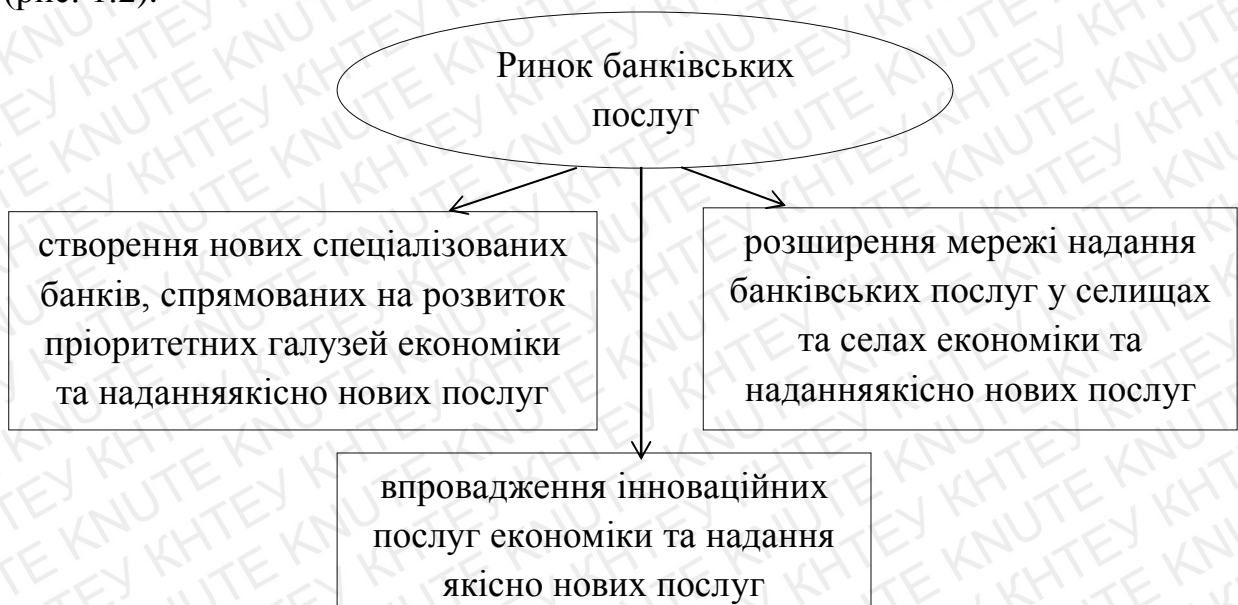 (рис. 1.2).
Ринок банківських
послуг
створення нових спеціалізованих
банків, спрямованих на розвиток
пріоритетних галузей економіки
та наданняякісно нових послуг
розширення мережі надання
банківських послуг у селищах
та селах економіки та
наданняякісно нових послуг
впровадження інноваційних
послуг економіки та надання
якісно нових послуг